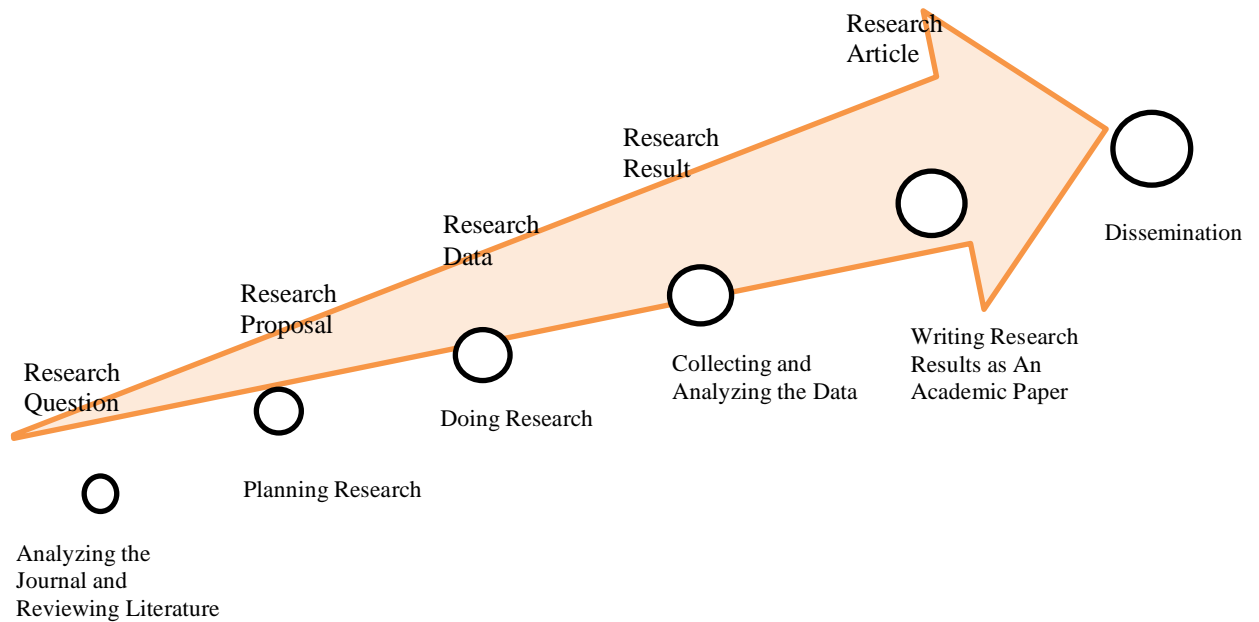 Research
Article
Research
Result
Research
Data
Research
Proposal
Research
Question
Dissemination
Writing Research
Results as An
Academic Paper
Collecting and
Analyzing the Data
Doing Research
Planning Research
Analyzing the
Journal and
Reviewing Literature